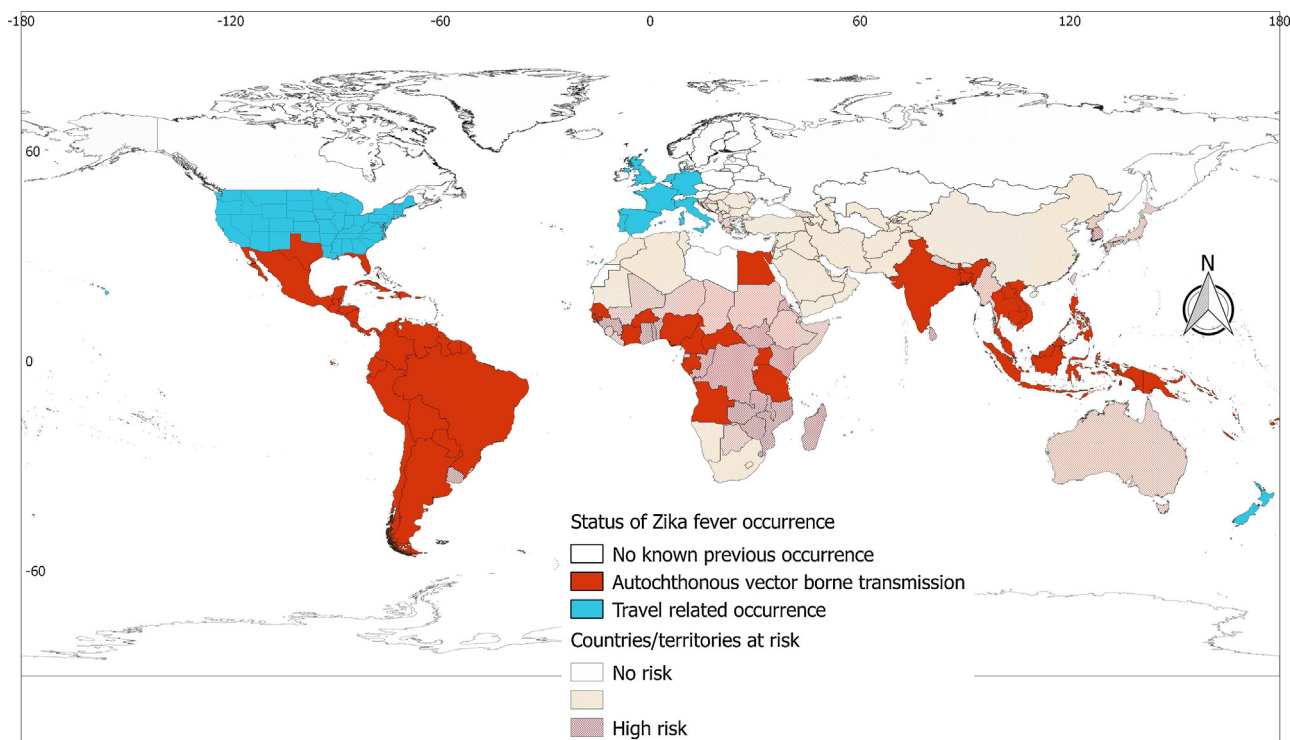 -180 -120 -60 0 60 120 180
60
0
-60
N
Status of Zika fever occurrence
No known previous occurrence
Autochthonous vector borne transmission
Travel related occurrence
Countries/territories at risk
No risk
High risk